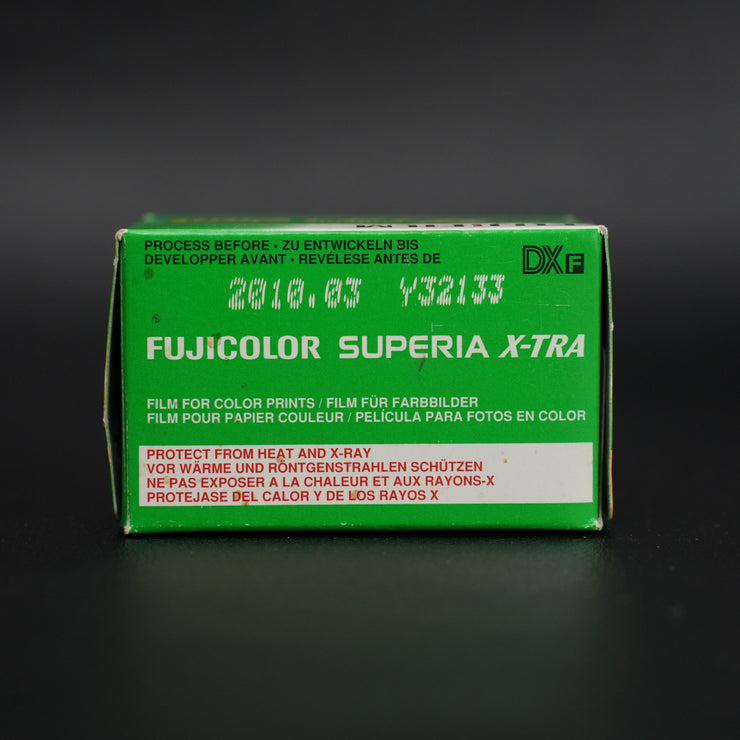 PROCESS BEFORE • ZU ENTWICKELN BIS
DEVELOPPER AVANT • REVÉLESE ANTES DE
DX F
2010.03 Y32133
FUJICOLOR SUPERIA X-TRA
FILM FOR COLOR PRINTS / FILM FÜR FARBBILDER
FILM POUR PAPIER COULEUR / PELÍCULA PARA FOTOS EN COLOR
PROTECT FROM HEAT AND X-RAY
VOR WÄRME UND RÖNTGENSTRAHLEN SCHÜTZEN
NE PAS EXPOSER A LA CHALEUR ET AUX RAYONS-X
PROTEJASE DEL CALOR Y DE LOS RAYOS X